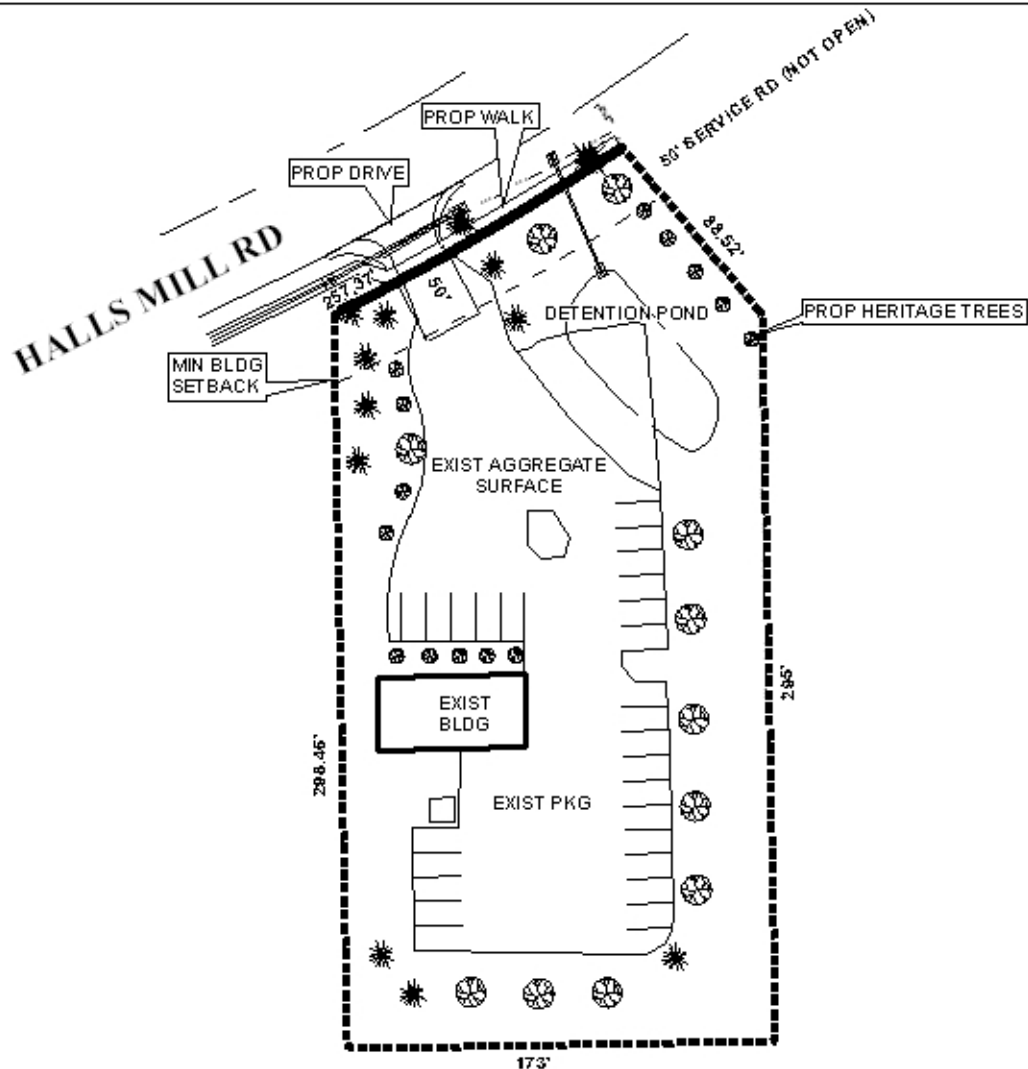 50' SERVICE RD (NOT OPEN)
PROP WALK
PROP DRIVE
HALLS MILL RD
257.37'
50'
88.52'
DETENTION POND
PROP HERITAGE TREES
MIN BLDG
SETBACK
EXIST AGGREGATE
SURFACE
EXIST
BLDG
298.46'
295'
EXIST PKG
173'